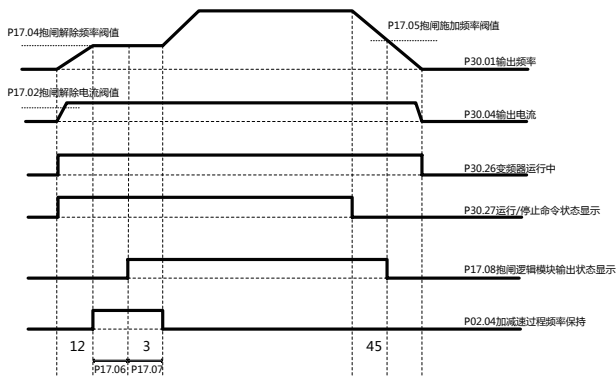 P17.04抱闸解除频率阀值
P17.05抱闸施加频率阀值
P30.01输出频率
P17.02抱闸解除电流阀值
P30.04输出电流
P30.26变频器运行中
P30.27运行/停止命令状态显示
P17.08抱闸逻辑模块输出状态显示
P02.04加减速过程频率保持
12 3 45
P17.06 P17.07